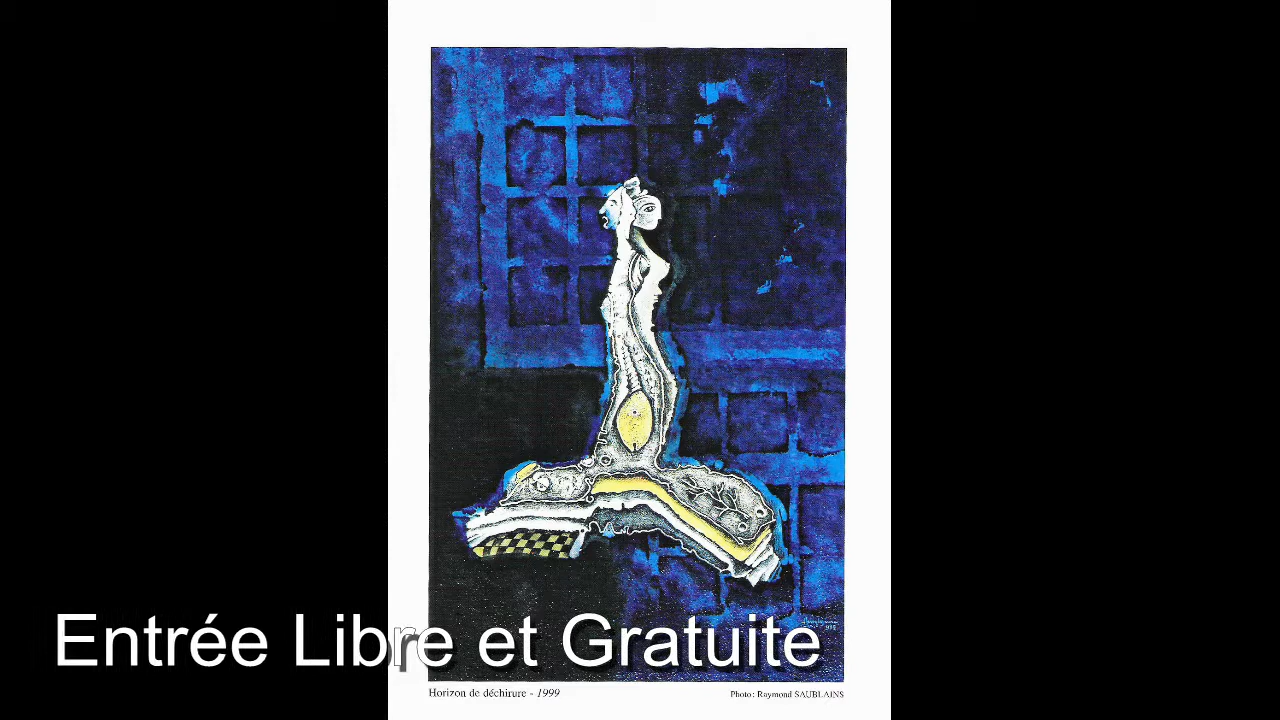 Entrée Libre et Gratuite
Horizon de déchirure - 1999
Photo: Raymond SAUBLAINS